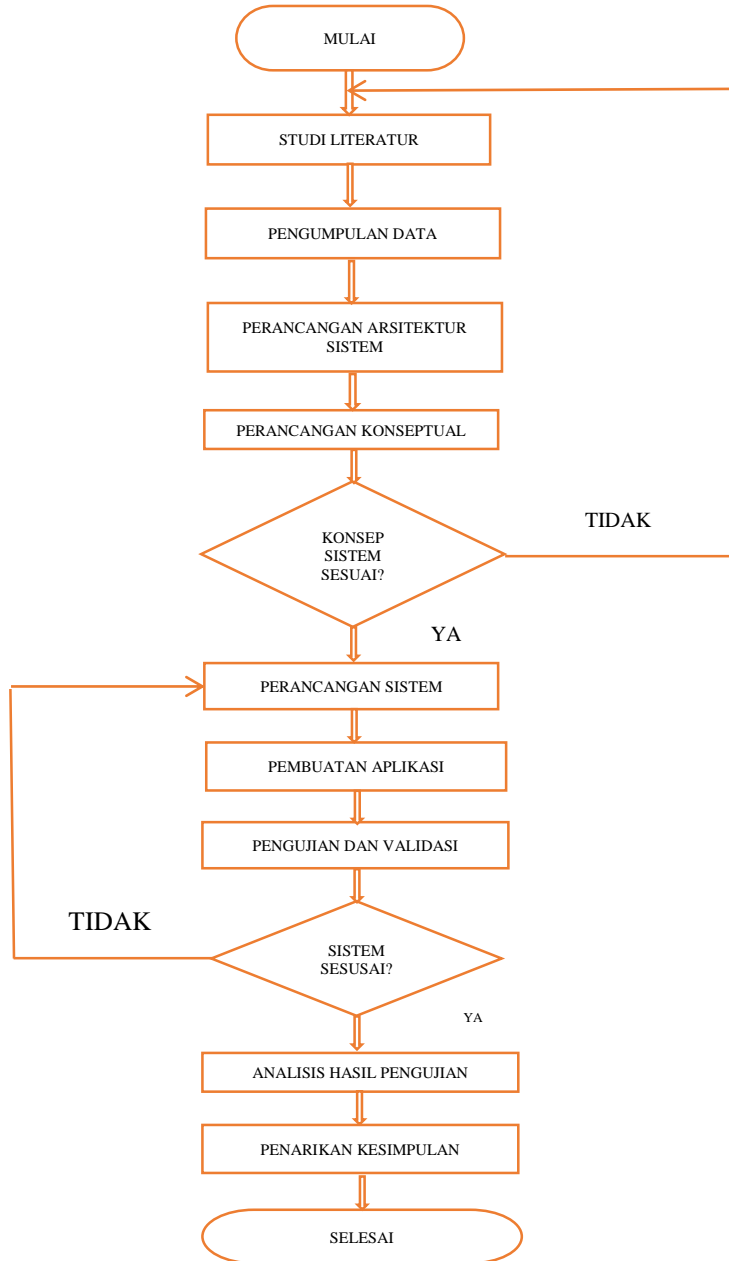 MULAI
STUDI LITERATUR
PENGUMPULAN DATA
PERANCANGAN ARSITEKTUR
SISTEM
PERANCANGAN KONSEPTUAL
KONSEP
SISTEM
SESUAI?
TIDAK
YA
PERANCANGAN SISTEM
PEMBUATAN APLIKASI
PENGUJIAN DAN VALIDASI
TIDAK
SISTEM
SESUSAI?
YA
ANALISIS HASIL PENGUJIAN
PENARIKAN KESIMPULAN
SELESAI